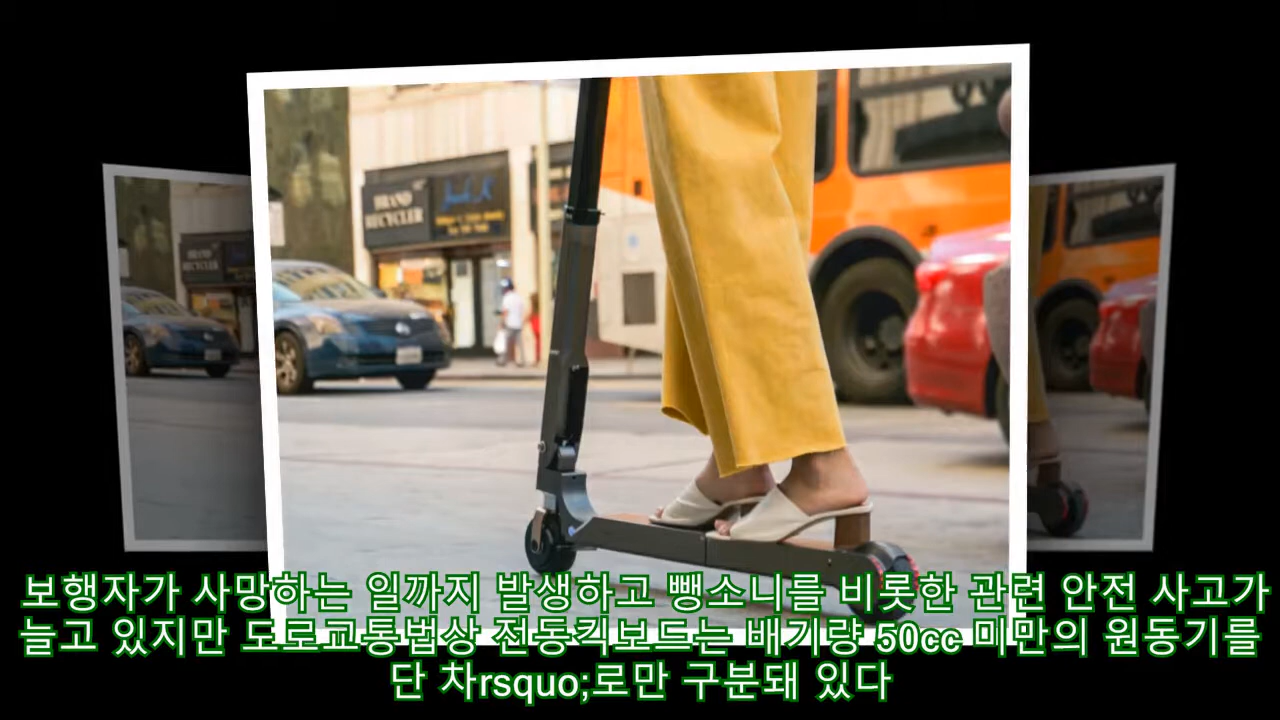 BRAND
RECYCLER
보행자가 사망하는 일까지 발생하고 뺑소니를 비롯한 관련 안전 사고가
늘고 있지만 도로교통법상 전동킥보드는 배기량 50cc 미만의 원동기를
단 차rsquo;로만 구분돼 있다